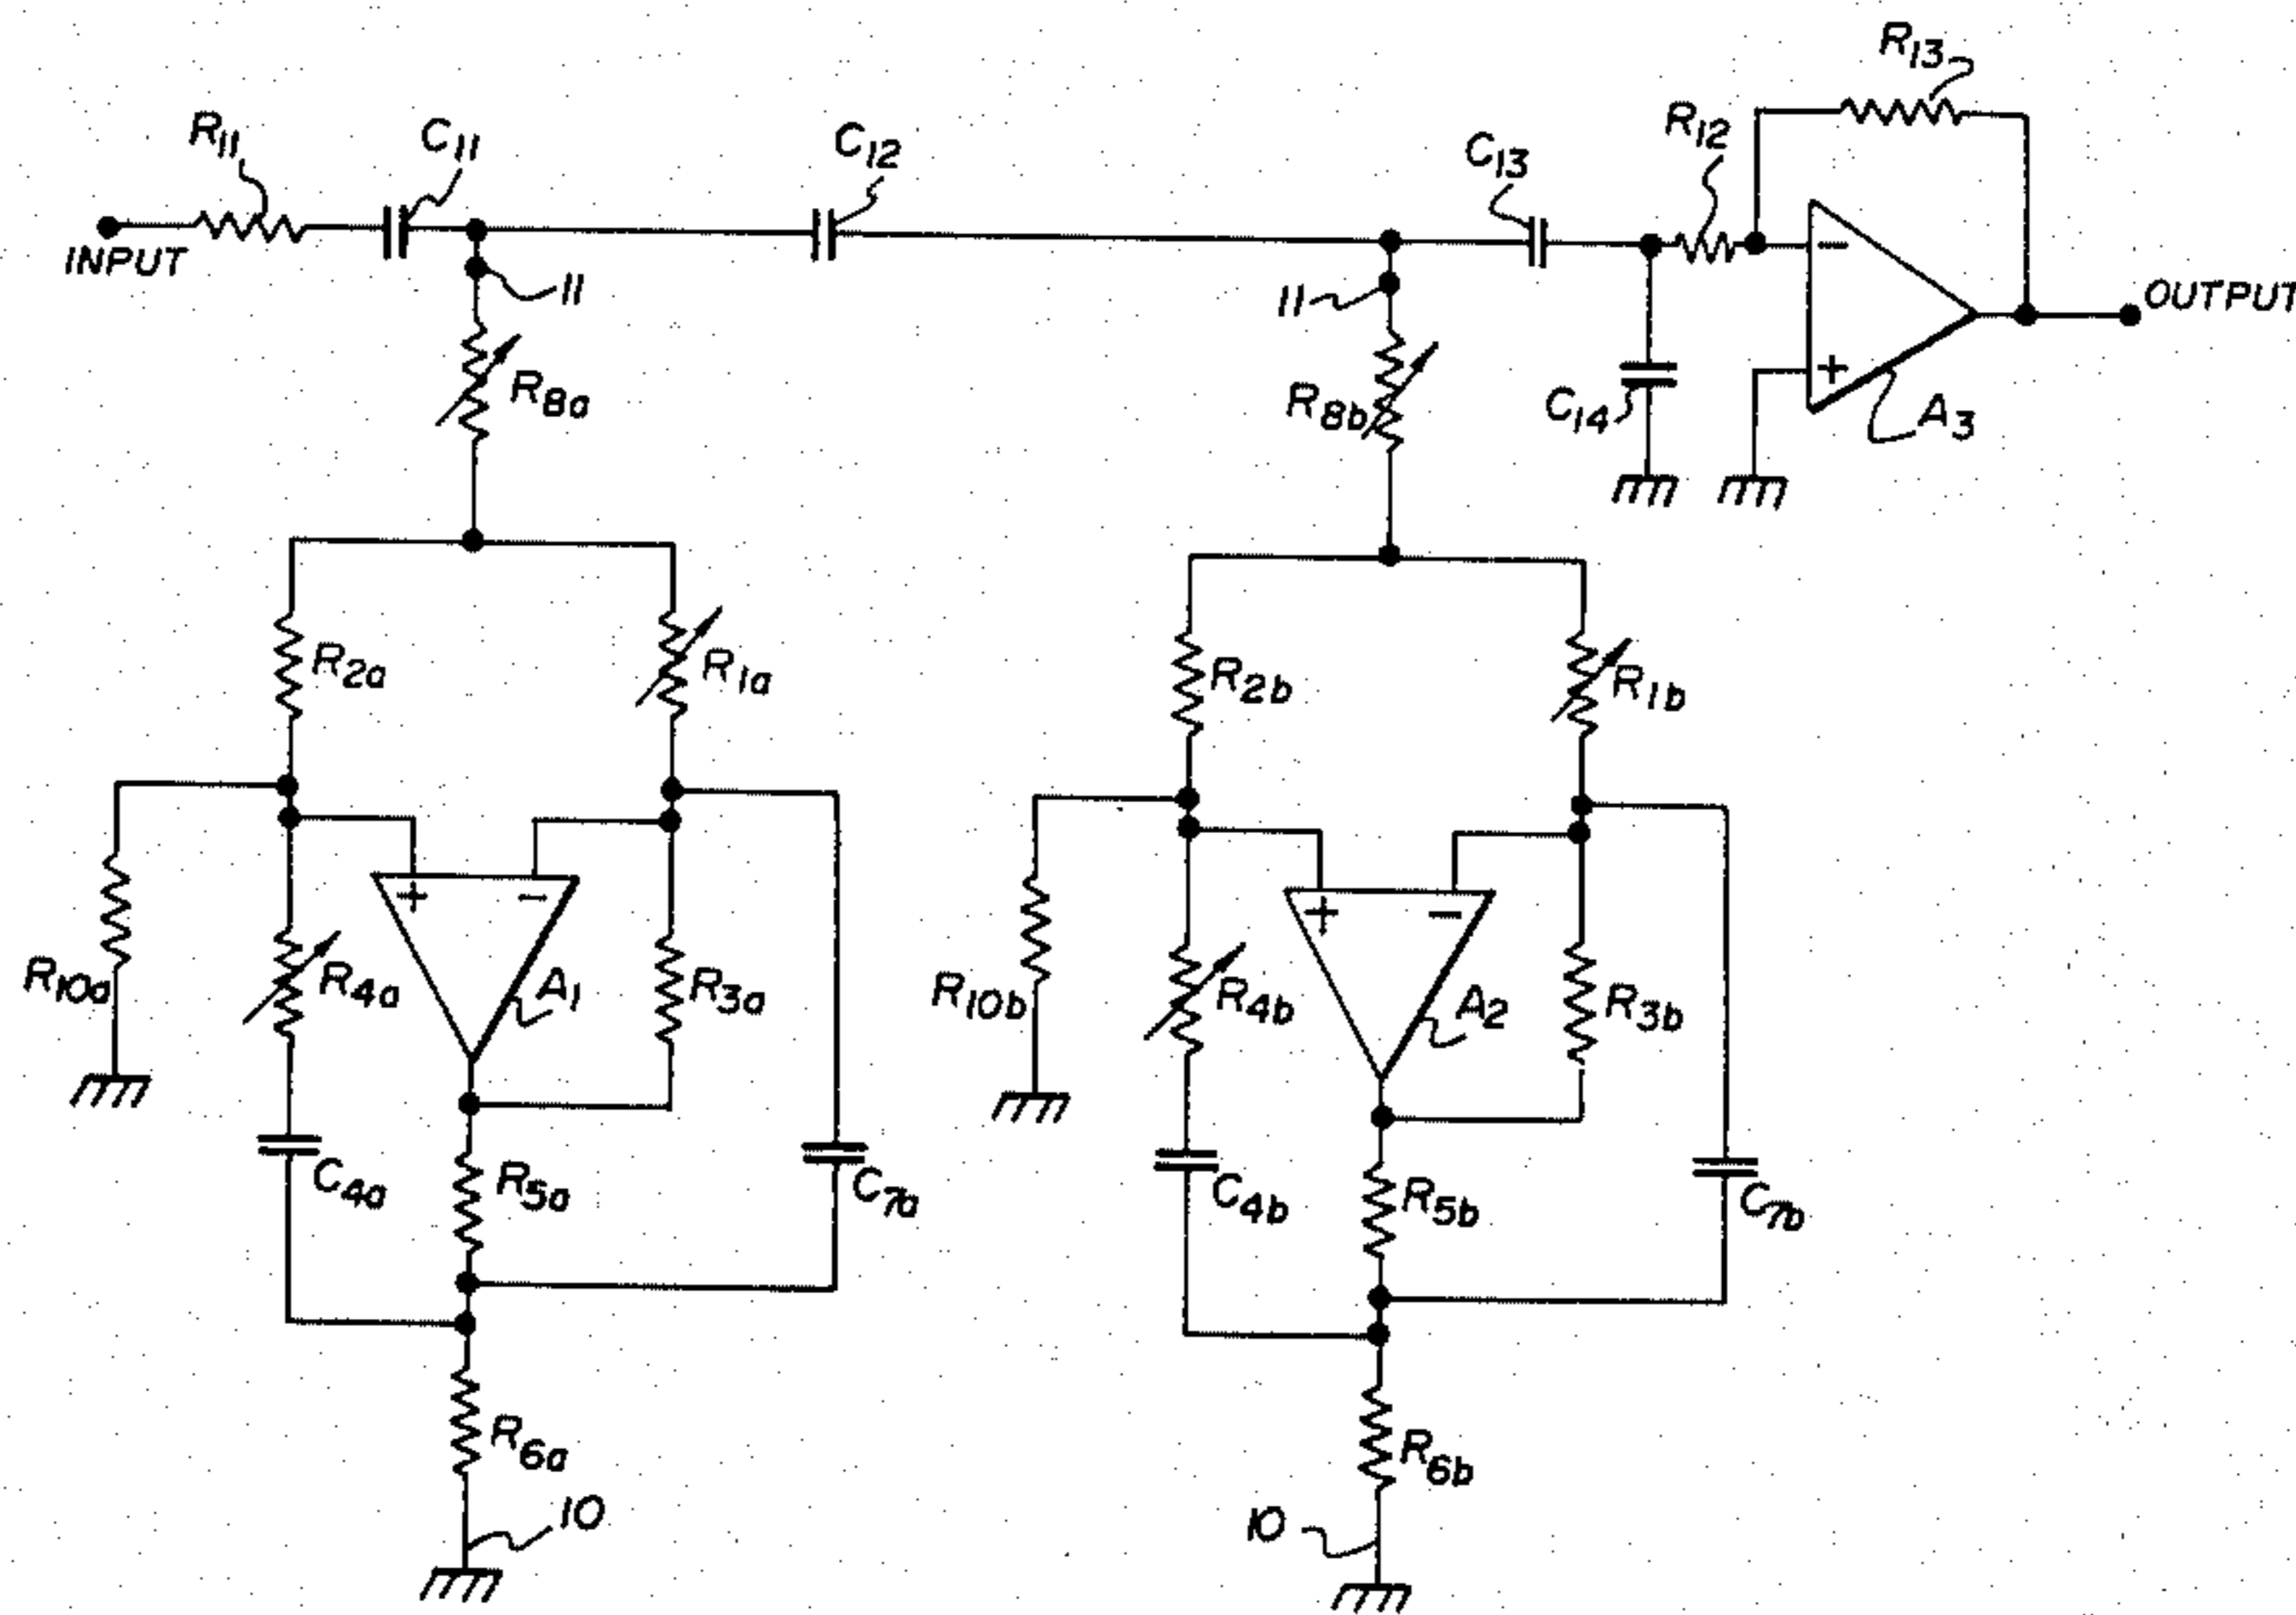 R13
R11
C11
C12
C13
R12
INPUT
11
11
OUTPUT
R8a
R8b
C14
A3
−
+
R2a
R1a
R2b
R1b
+
−
+
−
R10a
R4a
A1
R3a
R10b
R4b
A2
R3b
C4a
R5a
C7a
C4b
R5b
C7b
R6a
R6b
10
10